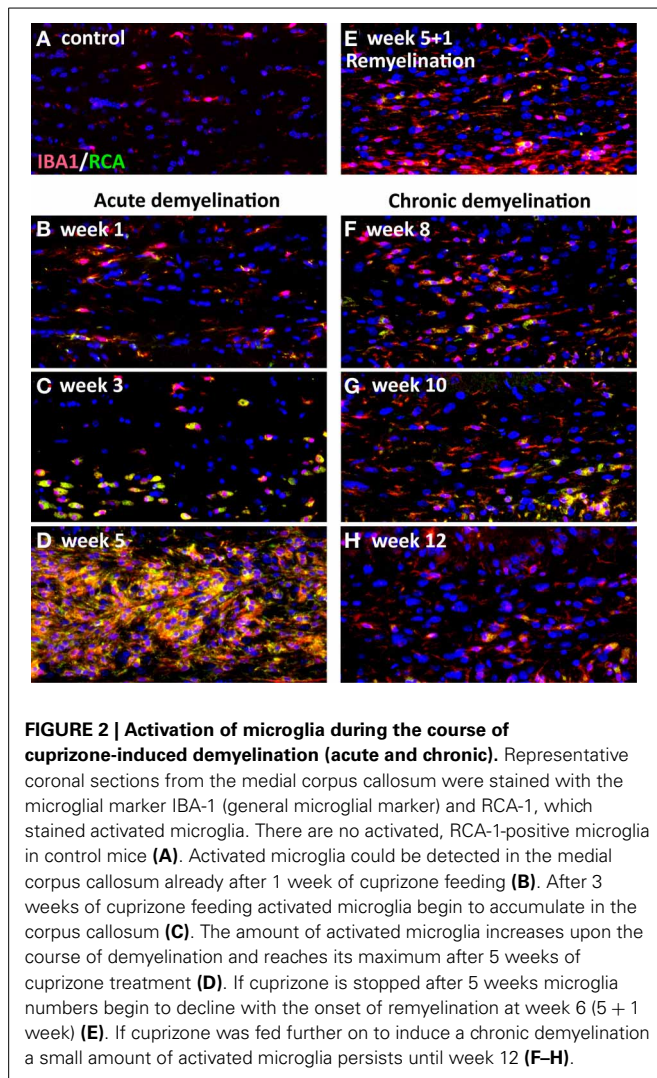 A control
IBA1/RCA
E week 5+1
Remyelination
Acute demyelination
B week 1
C week 3
D week 5
Chronic demyelination
F week 8
G week 10
H week 12
FIGURE 2 | Activation of microglia during the course of
cuprizone-induced demyelination (acute and chronic). Representative
coronal sections from the medial corpus callosum were stained with the
microglial marker IBA-1 (general microglial marker) and RCA-1, which
stained activated microglia. There are no activated, RCA-1-positive microglia
in control mice (A). Activated microglia could be detected in the medial
corpus callosum already after 1 week of cuprizone feeding (B). After 3
weeks of cuprizone feeding activated microglia begin to accumulate in the
corpus callosum (C). The amount of activated microglia increases upon the
course of demyelination and reaches its maximum after 5 weeks of
cuprizone treatment (D). If cuprizone is stopped after 5 weeks microglia
numbers begin to decline with the onset of remyelination at week 6 (5 + 1
week) (E). If cuprizone was fed further on to induce a chronic demyelination
a small amount of activated microglia persists until week 12 (F–H).